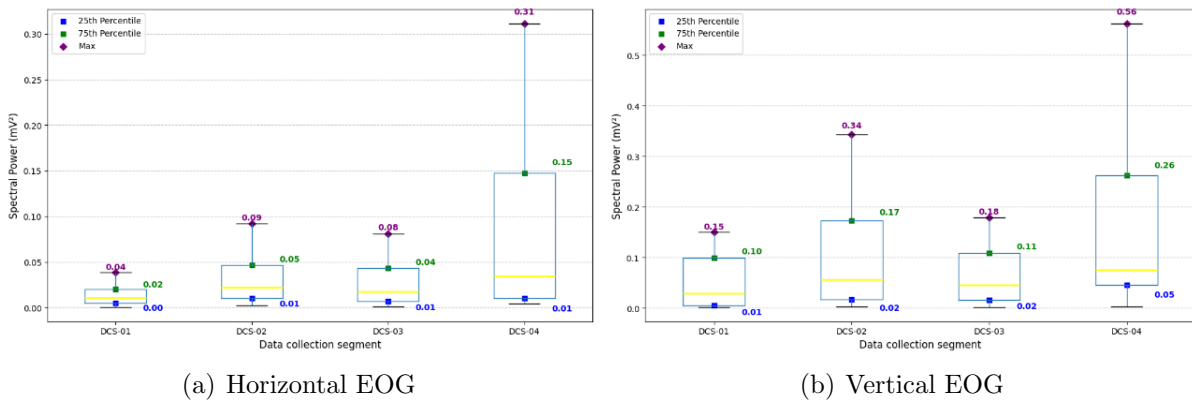 25th Percentile
75th Percentile
Max
Spectral Power (mV²)
0.30
0.25
0.20
0.15
0.10
0.05
0.00
0.04
0.02
0.00
0.09
0.05
0.01
0.08
0.04
0.01
0.31
0.15
0.01
DCS-01
DCS-02
DCS-03
DCS-04
Data collection segment
(a) Horizontal EOG
25th Percentile
75th Percentile
Max
Spectral Power (mV²)
0.5
0.4
0.3
0.2
0.1
0.0
0.15
0.10
0.01
0.34
0.17
0.02
0.18
0.11
0.02
0.56
0.26
0.05
DCS-01
DCS-02
DCS-03
DCS-04
Data collection segment
(b) Vertical EOG